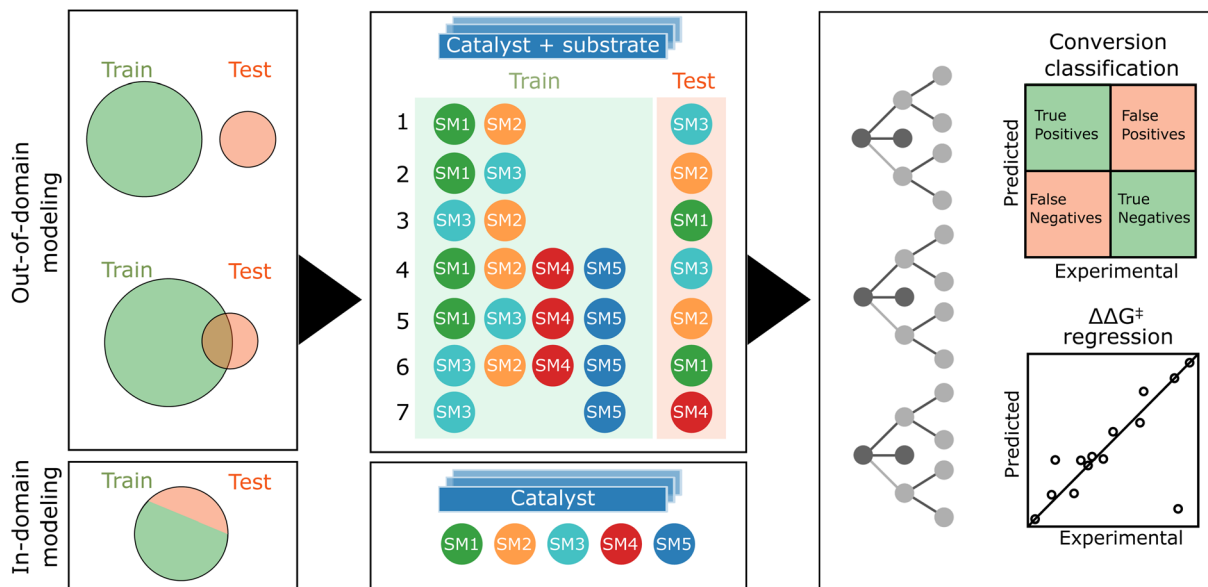 Out-of-domain
modeling
Train
Test
Train
Test
In-domain
modeling
Train
Test
Catalyst + substrate
Train
Test
1 SM1 SM2 SM3
2 SM1 SM3 SM2
3 SM3 SM2 SM1
4 SM1 SM2 SM4 SM5 SM3
5 SM1 SM3 SM4 SM5 SM2
6 SM3 SM2 SM4 SM5 SM1
7 SM3 SM5 SM4
Catalyst
SM1 SM2 SM3 SM4 SM5
Conversion
classification
Predicted
True
Positives
False
Positives
False
Negatives
True
Negatives
Experimental
ΔΔG‡
regression
Predicted
Experimental